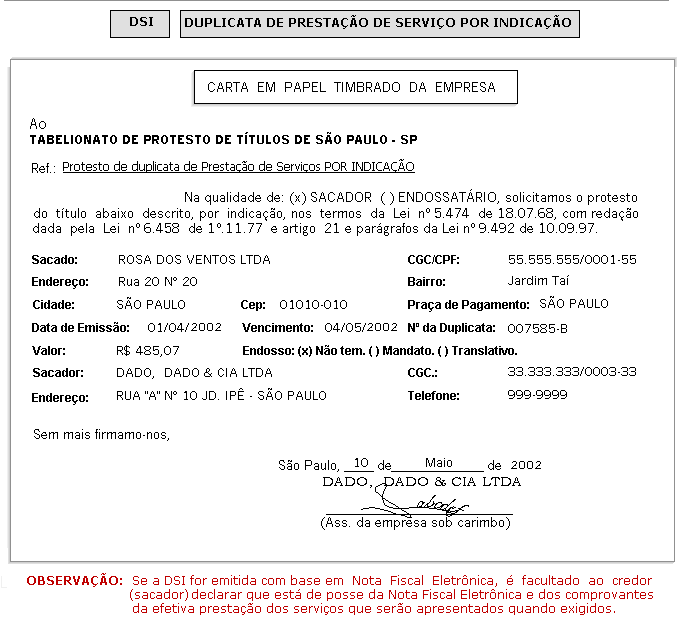 DSI DUPLICATA DE PRESTAÇÃO DE SERVIÇO POR INDICAÇÃO
CARTA EM PAPEL TIMBRADO DA EMPRESA
Ao
TABELIONATO DE PROTESTO DE TÍTULOS DE SÃO PAULO - SP
Ref.: Protesto de duplicata de Prestação de Serviços POR INDICAÇÃO
Na qualidade de: (x) SACADOR ( ) ENDOSSATÁRIO, solicitamos o protesto
do título abaixo descrito, por indicação, nos termos da Lei nº 5.474 de 18.07.68, com redação
dada pela Lei nº 6.458 de 1º.11.77 e artigo 21 e parágrafos da Lei nº 9.492 de 10.09.97.
Sacado: ROSA DOS VENTOS LTDA CGC/CPF: 55.555.555/0001-55
Endereço: Rua 20 Nº 20 Bairro: Jardim Taí
Cidade: SÃO PAULO Cep: 01010-010 Praça de Pagamento: SÃO PAULO
Data de Emissão: 01/04/2002 Vencimento: 04/05/2002 Nº da Duplicata: 007585-B
Valor: R$ 485,07 Endosso: (x) Não tem. ( ) Mandato. ( ) Translativo.
Sacador: DADO, DADO & CIA LTDA CGC.: 33.333.333/0003-33
Endereço: RUA "A" Nº 10 JD. IPÊ - SÃO PAULO Telefone: 999-9999
Sem mais firmamo-nos,
São Paulo, 10 de Maio de 2002
DADO, DADO & CIA LTDA
abcdef
(Ass. da empresa sob carimbo)
OBSERVAÇÃO: Se a DSI for emitida com base em Nota Fiscal Eletrônica, é facultado ao credor
(sacador) declarar que está de posse da Nota Fiscal Eletrônica e dos comprovantes
da efetiva prestação dos serviços que serão apresentados quando exigidos.